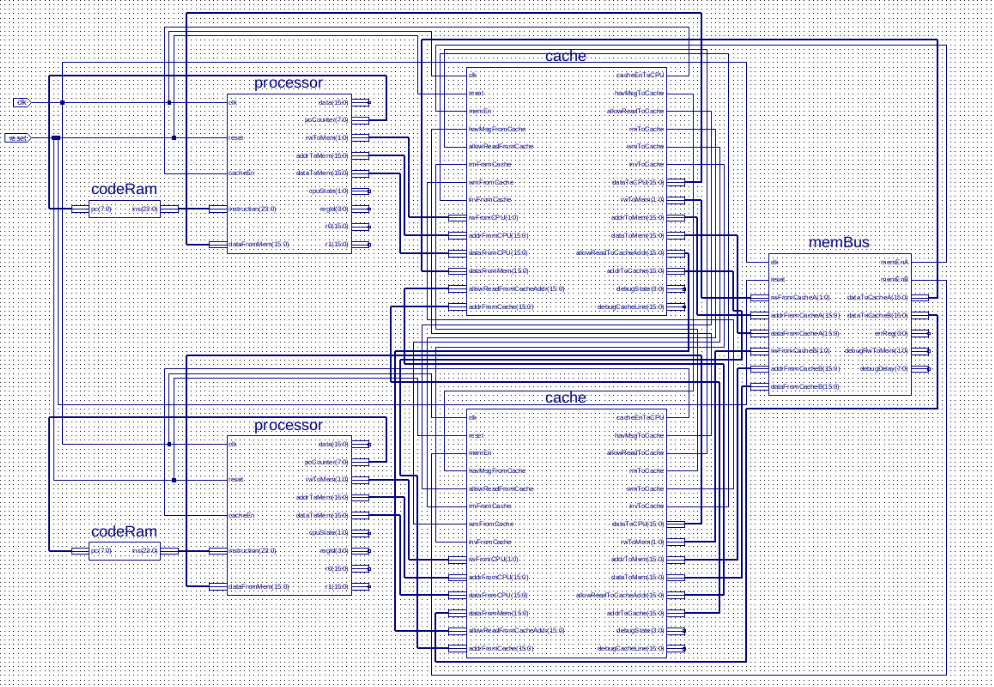 cache
clk
cacheEnToCPU
processor
reset
havMsgToCache
clk
data(15:0)
memEn
allowReadToCache
pcCounter(7:0)
havMsgFromCache
rmToCache
reset
rwToMem(1:0)
allowReadFromCache
wmToCache
addrToMem(15:0)
rmFromCache
invToCache
cacheEn
dataToMem(15:0)
wmFromCache
dataToCPU(15:0)
codeRam
cpuState(1:0)
invFromCache
rwToMem(1:0)
pc(7:0)
ins(23:0)
instruction(23:0)
regId(3:0)
rwFromCPU(1:0)
addrToMem(15:0)
r0(15:0)
addrFromCPU(15:0)
dataToMem(15:0)
dataFromMem(15:0)
r1(15:0)
dataFromCPU(15:0)
allowReadToCacheAddr(15:0)
dataFromMem(15:0)
addrToCache(15:0)
allowReadFromCacheAddr(15:0)
debugState(3:0)
addrFromCache(15:0)
debugCacheLine(15:0)
memBus
clk
memEnA
reset
memEnB
rwFromCacheA(1:0)
dataToCacheA(15:0)
addrFromCacheA(15:0)
dataToCacheB(15:0)
dataFromCacheA(15:0)
errReg(3:0)
rwFromCacheB(1:0)
debugRwToMem(1:0)
addrFromCacheB(15:0)
debugDelay(7:0)
dataFromCacheB(15:0)
clk
reset
cache
clk
cacheEnToCPU
processor
reset
havMsgToCache
clk
data(15:0)
memEn
allowReadToCache
pcCounter(7:0)
havMsgFromCache
rmToCache
reset
rwToMem(1:0)
allowReadFromCache
wmToCache
addrToMem(15:0)
rmFromCache
invToCache
cacheEn
dataToMem(15:0)
wmFromCache
dataToCPU(15:0)
codeRam
cpuState(1:0)
invFromCache
rwToMem(1:0)
pc(7:0)
ins(23:0)
instruction(23:0)
regId(3:0)
rwFromCPU(1:0)
addrToMem(15:0)
r0(15:0)
addrFromCPU(15:0)
dataToMem(15:0)
dataFromMem(15:0)
r1(15:0)
dataFromCPU(15:0)
allowReadToCacheAddr(15:0)
dataFromMem(15:0)
addrToCache(15:0)
allowReadFromCacheAddr(15:0)
debugState(3:0)
addrFromCache(15:0)
debugCacheLine(15:0)